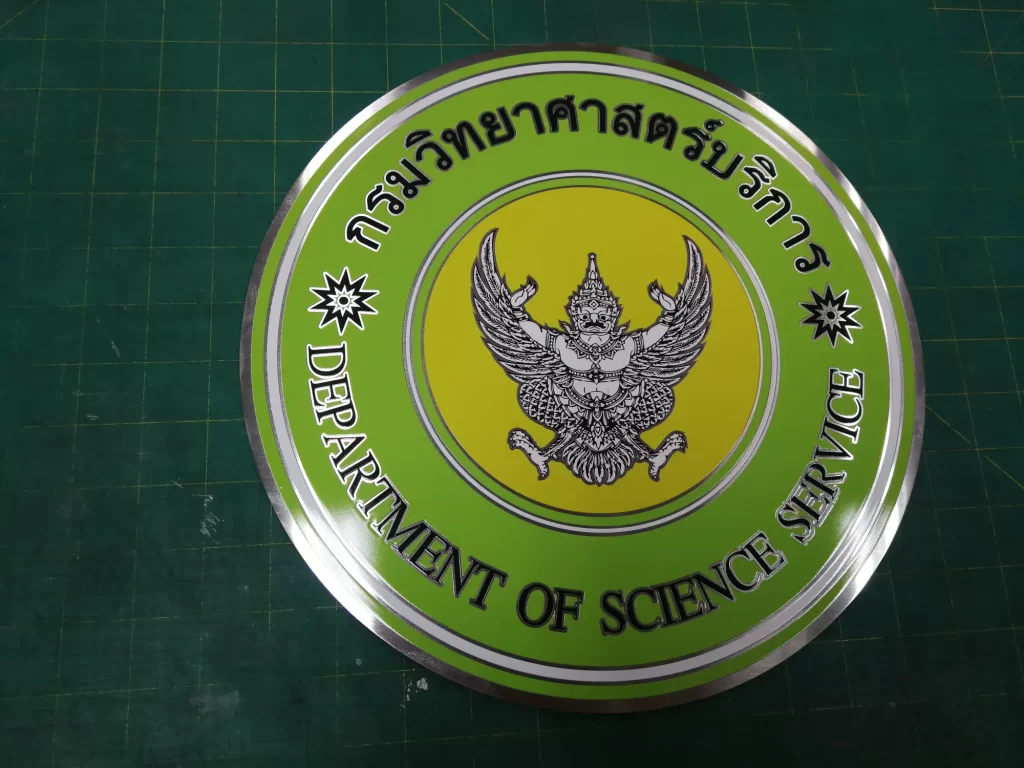 กรมวิทยาศาสตร์บริการ
DEPARTMENT OF SCIENCE SERVICE